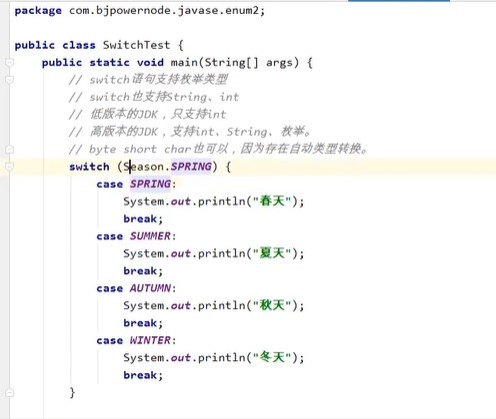 package com.bjpowernode.javase.enum2;
public class SwitchTest {
public static void main(String[] args) {
// switch语句支持枚举类型
// switch也支持String、int
// 低版本的JDK，只支持int
// 高版本的JDK，支持int、String、枚举。
// byte short char也可以，因为存在自动类型转换。
switch (Season.SPRING) {
case SPRING:
System.out.println("春天");
break;
case SUMMER:
System.out.println("夏天");
break;
case AUTUMN:
System.out.println("秋天");
break;
case WINTER:
System.out.println("冬天");
break;
}